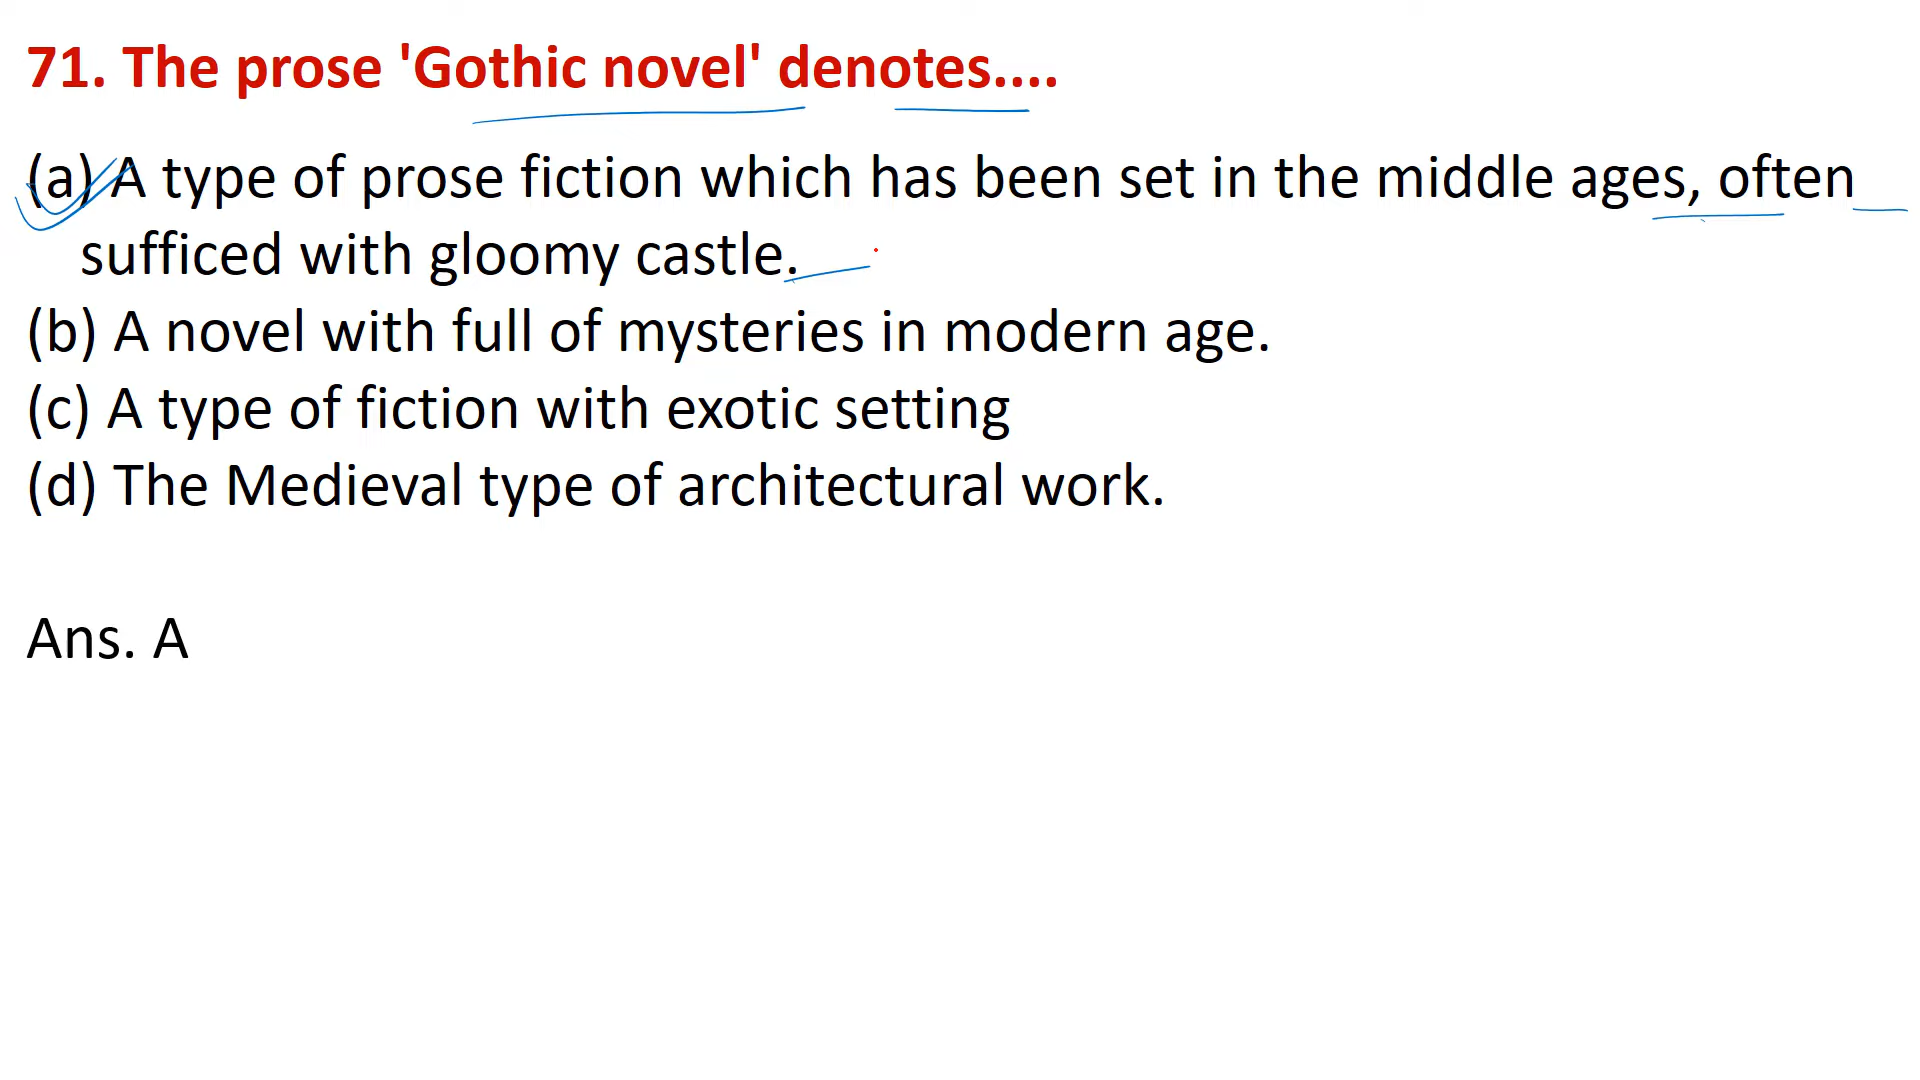 71. The prose 'Gothic novel' denotes....
(a) A type of prose fiction which has been set in the middle ages, often
sufficed with gloomy castle.
(b) A novel with full of mysteries in modern age.
(c) A type of fiction with exotic setting
(d) The Medieval type of architectural work.
Ans. A